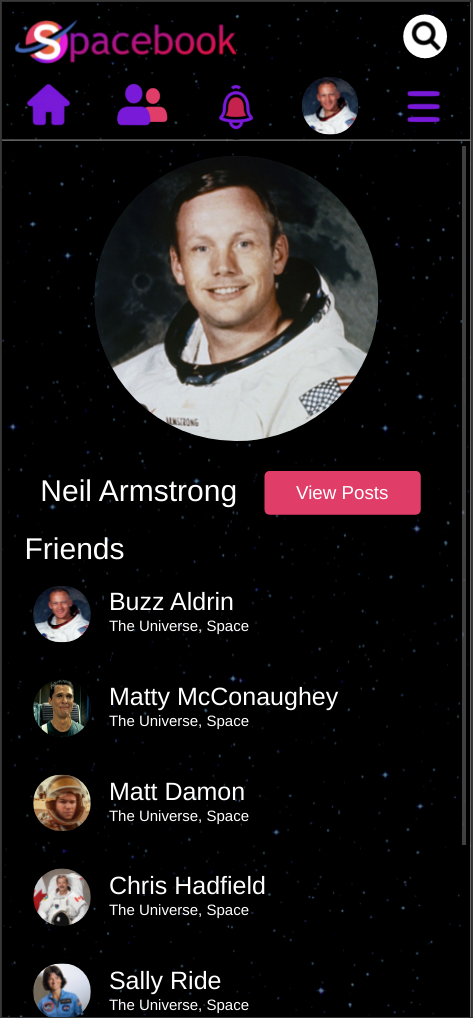 Spacebook
ARMSTRONG
Neil Armstrong
View Posts
Friends
Buzz Aldrin
The Universe, Space
Matty McConaughey
The Universe, Space
Matt Damon
The Universe, Space
Chris Hadfield
The Universe, Space
Sally Ride
The Universe, Space